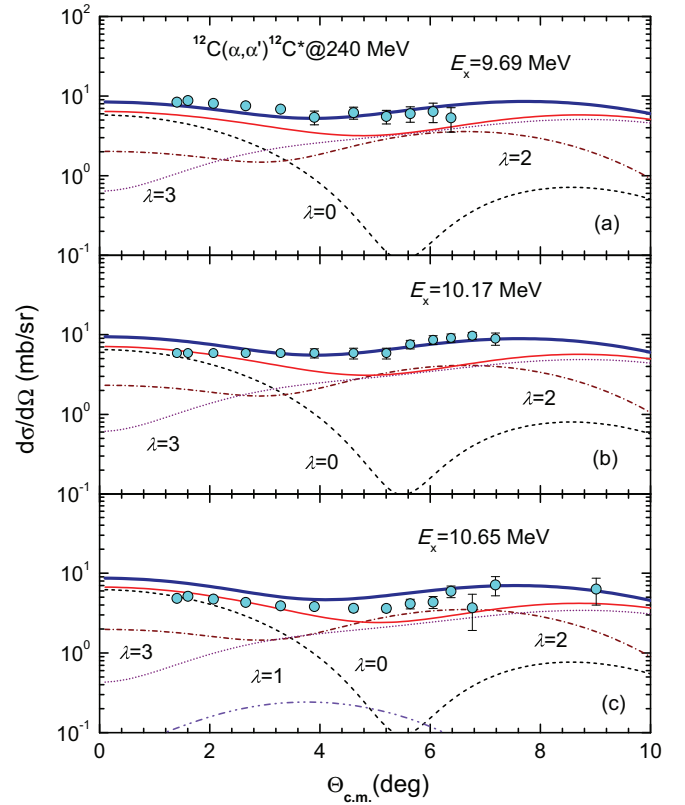 ¹²C(α,α')¹²C*@240 MeV
Eₓ=9.69 MeV
10²
10¹
10⁰
10⁻¹
λ=3
λ=0
λ=2
(a)
Eₓ=10.17 MeV
10¹
10⁰
10⁻¹
λ=3
λ=0
λ=2
(b)
Eₓ=10.65 MeV
10¹
10⁰
10⁻¹
λ=3
λ=1
λ=0
λ=2
(c)
dσ/dΩ (mb/sr)
0 2 4 6 8 10
Θc.m.(deg)